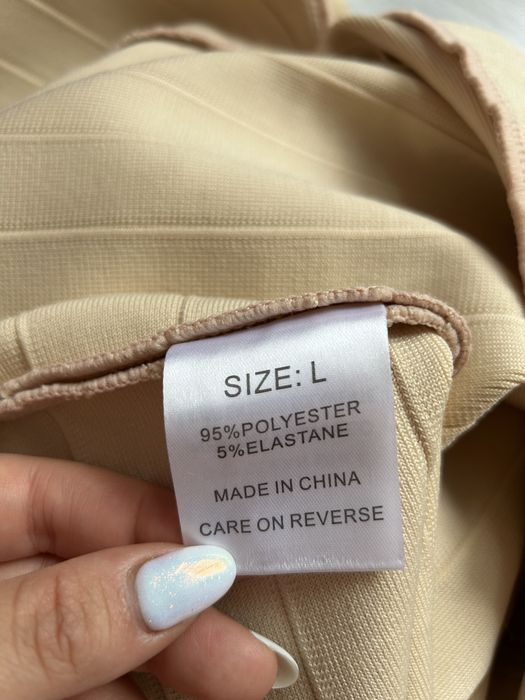 SIZE: L
95%POLYESTER
5%ELASTANE
MADE IN CHINA
CARE ON REVERSE